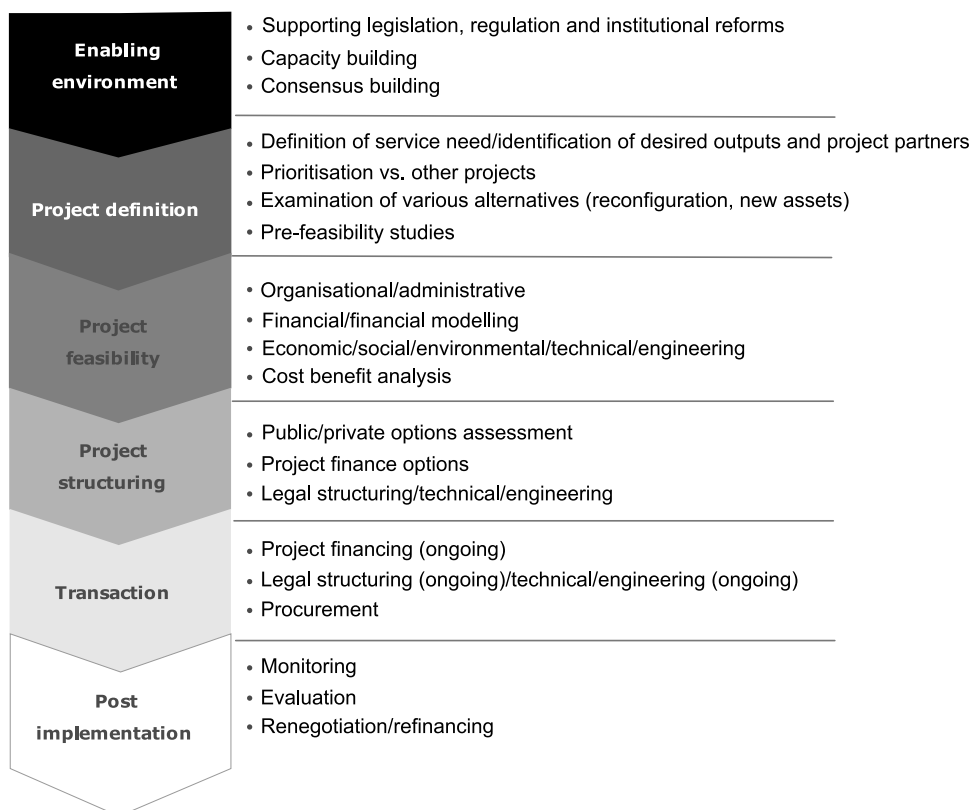 Enabling
environment
• Supporting legislation, regulation and institutional reforms
• Capacity building
• Consensus building
Project definition
• Definition of service need/identification of desired outputs and project partners
• Prioritisation vs. other projects
• Examination of various alternatives (reconfiguration, new assets)
• Pre-feasibility studies
Project
feasibility
• Organisational/administrative
• Financial/financial modelling
• Economic/social/environmental/technical/engineering
• Cost benefit analysis
Project
structuring
• Public/private options assessment
• Project finance options
• Legal structuring/technical/engineering
Transaction
• Project financing (ongoing)
• Legal structuring (ongoing)/technical/engineering (ongoing)
• Procurement
Post
implementation
• Monitoring
• Evaluation
• Renegotiation/refinancing